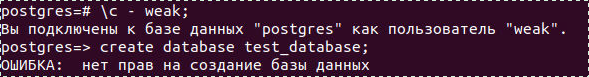 postgres=# \c - weak;
Вы подключены к базе данных "postgres" как пользователь "weak".
postgres=> create database test_database;
ОШИБКА:  нет прав на создание базы данных